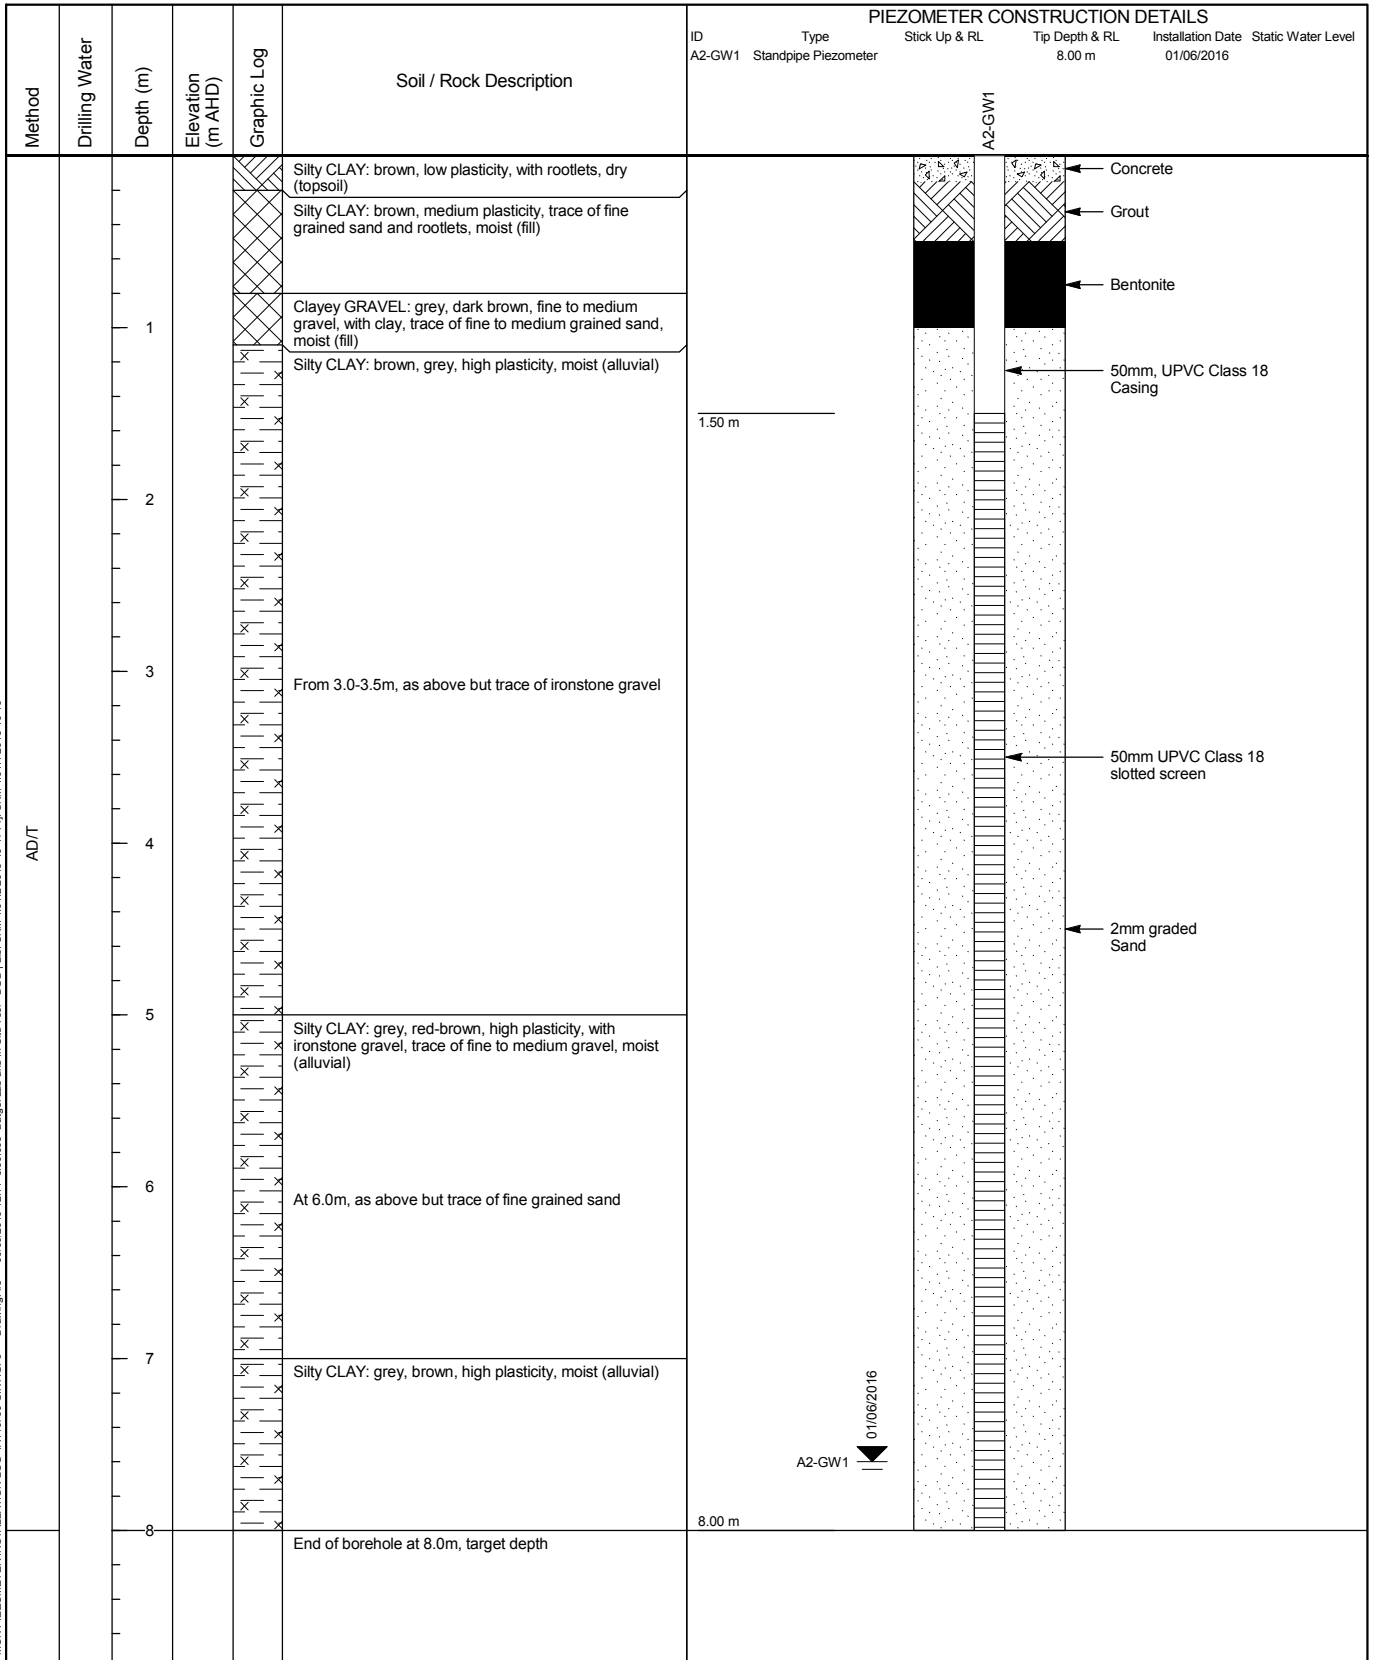 PIEZOMETER CONSTRUCTION DETAILS
Method
Drilling Water
Depth (m)
Elevation
(m AHD)
Graphic Log
Soil / Rock Description
ID Type Stick Up & RL Tip Depth & RL Installation Date Static Water Level
A2-GW1 Standpipe Piezometer 8.00 m 01/06/2016
A2-GW1
Silty CLAY: brown, low plasticity, with rootlets, dry
(topsoil)
Concrete
Silty CLAY: brown, medium plasticity, trace of fine
grained sand and rootlets, moist (fill)
Grout
Bentonite
Clayey GRAVEL: grey, dark brown, fine to medium
gravel, with clay, trace of fine to medium grained sand,
moist (fill)
1
Silty CLAY: brown, grey, high plasticity, moist (alluvial)
50mm, UPVC Class 18
Casing
1.50 m
2
3
From 3.0-3.5m, as above but trace of ironstone gravel
50mm UPVC Class 18
slotted screen
AD/T
4
2mm graded
Sand
5
Silty CLAY: grey, red-brown, high plasticity, with
ironstone gravel, trace of fine to medium gravel, moist
(alluvial)
6
At 6.0m, as above but trace of fine grained sand
7
Silty CLAY: grey, brown, high plasticity, moist (alluvial)
01/06/2016
A2-GW1
8.00 m
8
End of borehole at 8.0m, target depth